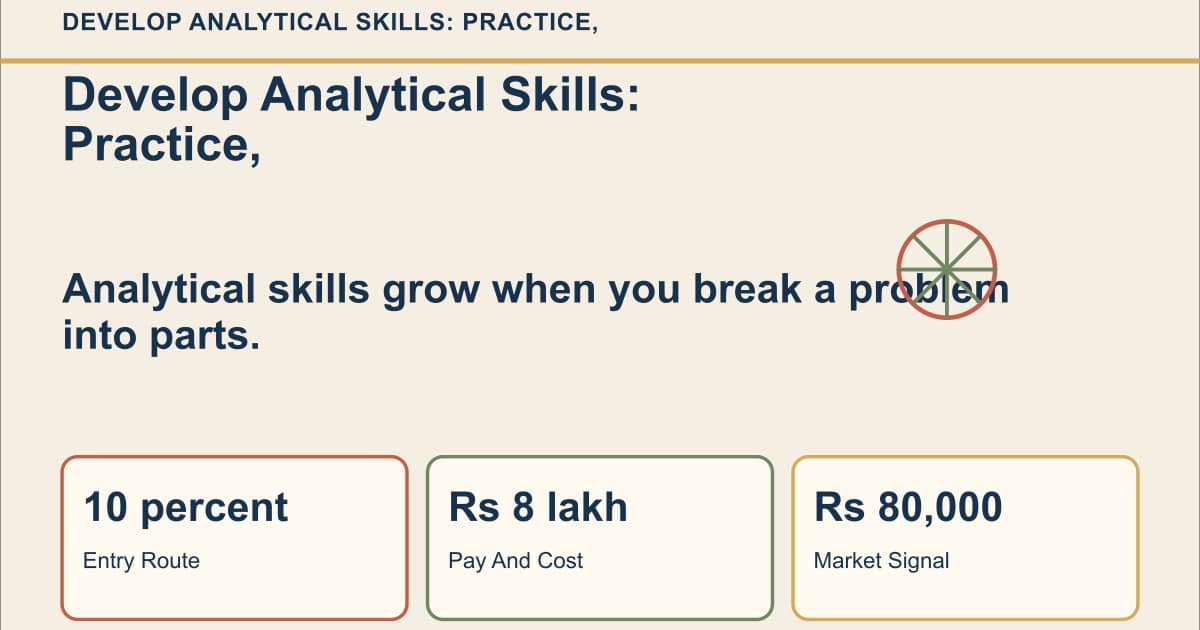 DEVELOP ANALYTICAL SKILLS: PRACTICE,
Develop Analytical Skills:
Practice,
Analytical skills grow when you break a problem
into parts.
10 percent
Entry Route
Rs 8 lakh
Pay And Cost
Rs 80,000
Market Signal